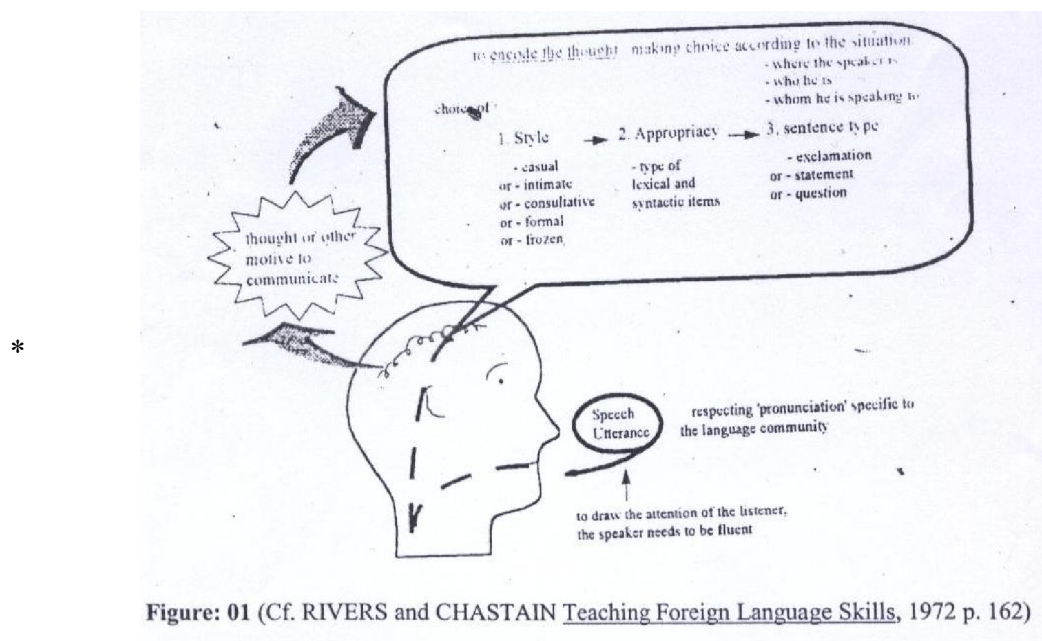 to encode the thought making choice according to the situation.
- where the speaker is
- who he is
- whom he is speaking to
choice of :
1. Style → 2. Appropriacy → 3. sentence type
- casual
or - intimate
or - consultative
or - formal
or - frozen
- type of
lexical and
syntactic items
- exclamation
or - statement
or - question
thought or other
motive to
communicate
*
Speech
Utterance
respecting 'pronunciation' specific to
the language community
to draw the attention of the listener,
the speaker needs to be fluent
Figure: 01 (Cf. RIVERS and CHASTAIN Teaching Foreign Language Skills, 1972 p. 162)